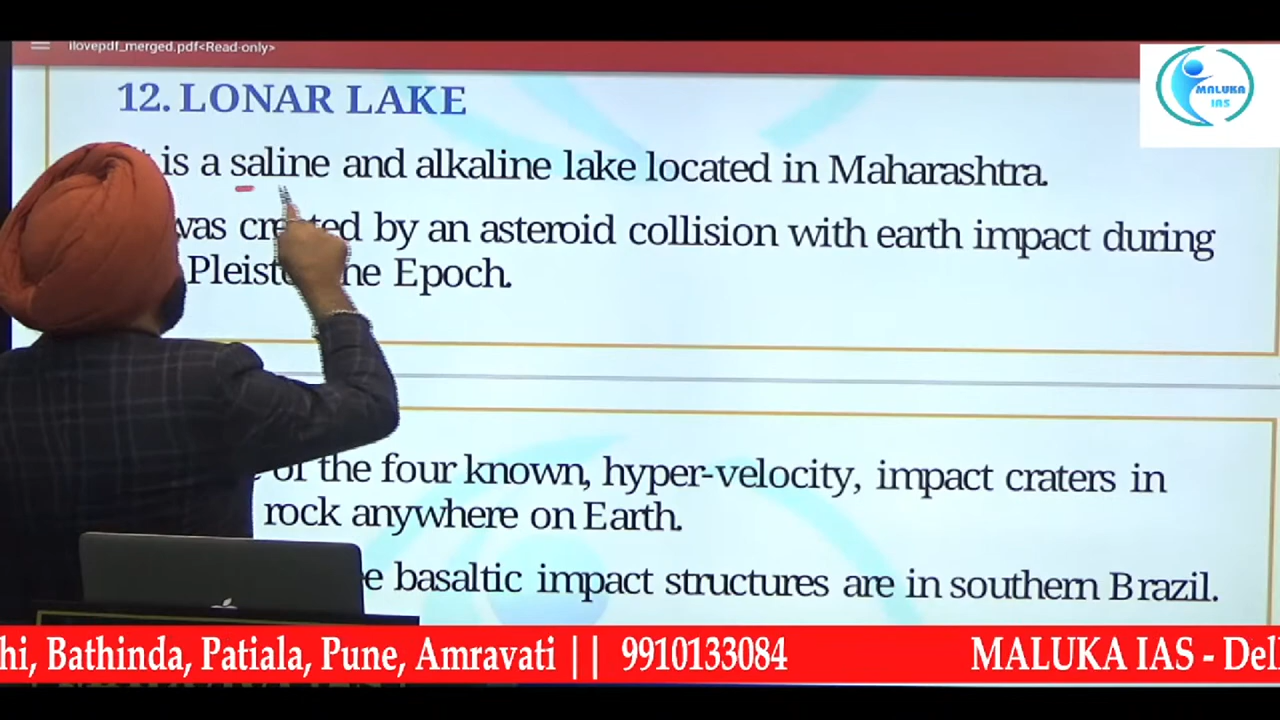 ilovepdf_merged.pdf<Read-only>
MALUKA
IAS
12. LONAR LAKE
is a saline and alkaline lake located in Maharashtra.
was created by an asteroid collision with earth impact during
Epoch.
of the four known, hyper-velocity, impact craters in
rock anywhere on Earth.
basaltic impact structures are in southern Brazil.
hi, Bathinda, Patiala, Pune, Amravati || 9910133084 MALUKA IAS - Del